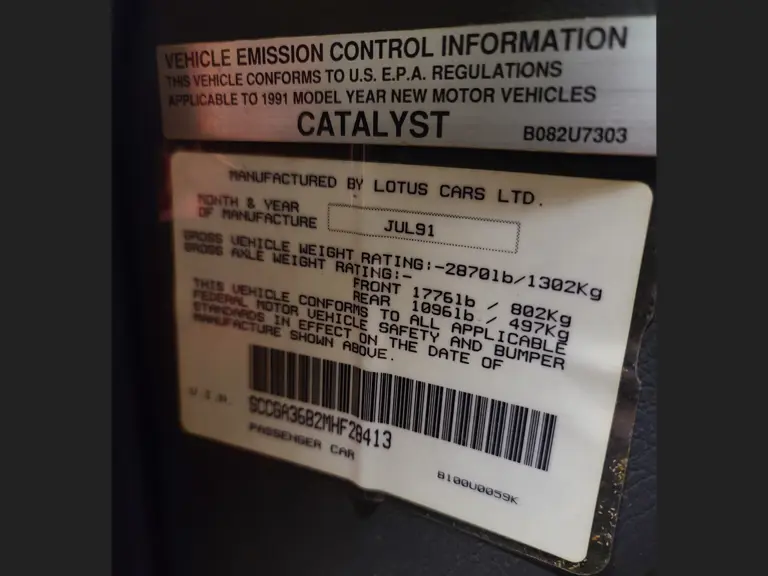 VEHICLE EMISSION CONTROL INFORMATION
THIS VEHICLE CONFORMS TO U.S. E.P.A. REGULATIONS
APPLICABLE TO 1991 MODEL YEAR NEW MOTOR VEHICLES
CATALYST B082U7303
MANUFACTURED BY LOTUS CARS LTD.
MONTH & YEAR
OF MANUFACTURE JUL91
GROSS VEHICLE WEIGHT RATING:-2870lb/1302Kg
GROSS AXLE WEIGHT RATING:-
FRONT 1776lb / 802Kg
REAR 1096lb / 497Kg
THIS VEHICLE CONFORMS TO ALL APPLICABLE
FEDERAL MOTOR VEHICLE SAFETY AND BUMPER
STANDARDS IN EFFECT ON THE DATE OF
MANUFACTURE SHOWN ABOVE.
V.I.N. SCCGA36B2MHF28413
PASSENGER CAR
B100U0059K